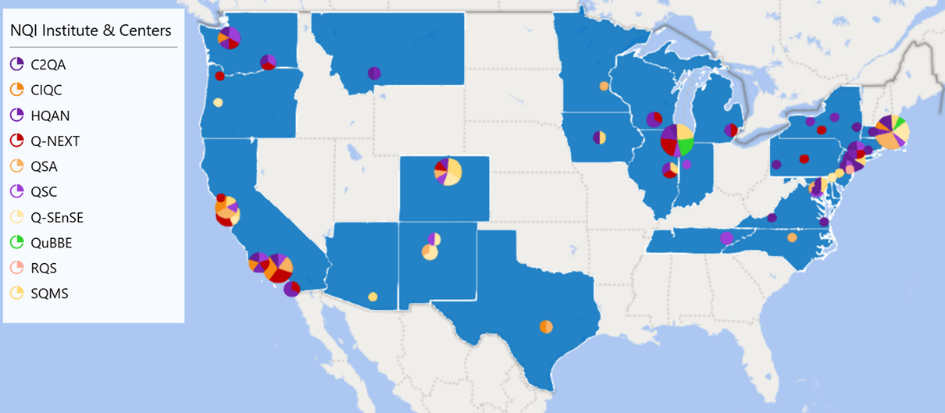 NQI Institute & Centers
C2QA
CIQC
HQAN
Q-NEXT
QSA
QSC
Q-SEnSE
QuBBE
RQS
SQMS